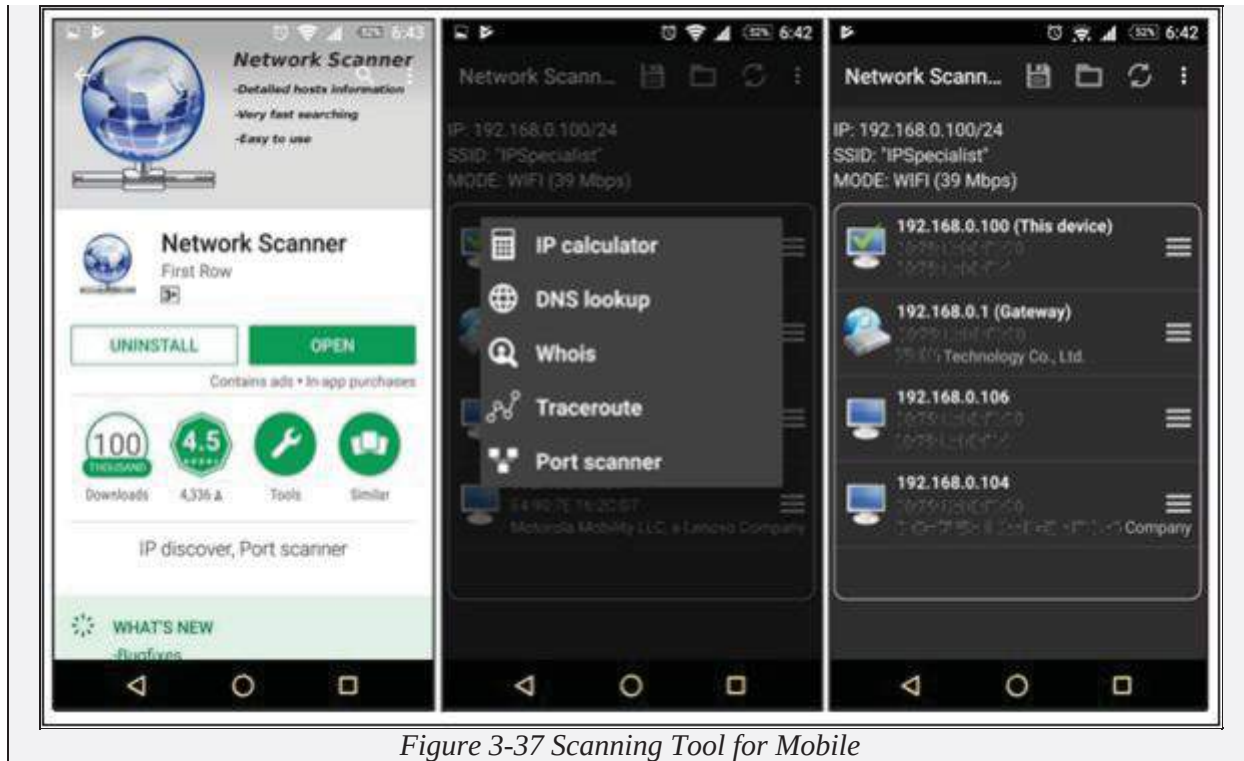 6:43
Network Scanner
-Detailed hosts information
-Very fast searching
-Easy to use
Network Scanner
First Row
3+
UNINSTALL
OPEN
Contains ads • In-app purchases
100
THOUSAND
Downloads
4.5
4,336
Tools
Similar
IP discover, Port scanner
WHAT'S NEW
-Bugfixes
52% 6:42
Network Scann...
IP: 192.168.0.100/24
SSID: "IPSpecialist"
MODE: WIFI (39 Mbps)
IP calculator
DNS lookup
Whois
Traceroute
Port scanner
Motorola Mobility LLC, a Lenovo Company
52% 6:42
Network Scann...
IP: 192.168.0.100/24
SSID: "IPSpecialist"
MODE: WIFI (39 Mbps)
192.168.0.100 (This device)
192.168.0.1 (Gateway)
Technology Co., Ltd.
192.168.0.106
192.168.0.104
Company
Figure 3-37 Scanning Tool for Mobile